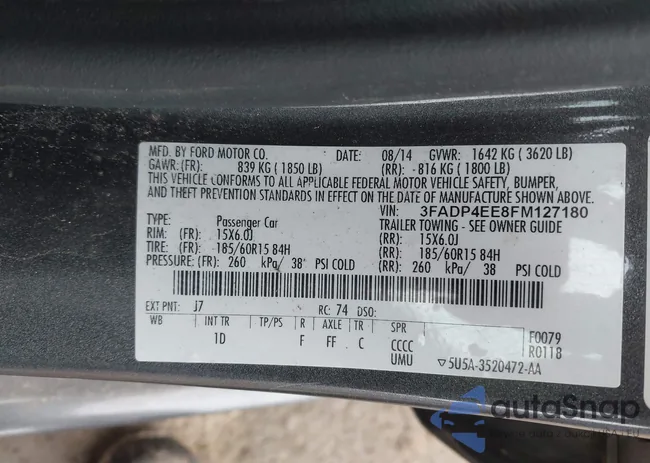 MFD. BY FORD MOTOR CO. DATE: 08/14 GVWR: 1642 KG ( 3620 LB)
GAWR: (FR): 839 KG ( 1850 LB) (RR): -816 KG ( 1800 LB)
THIS VEHICLE CONFORMS TO ALL APPLICABLE FEDERAL MOTOR VEHICLE SAFETY, BUMPER,
AND THEFT PREVENTION STANDARDS IN EFFECT ON THE DATE OF MANUFACTURE SHOWN ABOVE.
VIN: 3FADP4EE8FM127180
TYPE: Passenger Car TRAILER TOWING - SEE OWNER GUIDE
RIM: (FR): 15X6.0J (RR): 15X6.0J
TIRE: (FR): 185/60R15 84H (RR): 185/60R15 84H
PRESSURE: (FR): 260 kPa/ 38 PSI COLD (RR): 260 kPa/ 38 PSI COLD
EXT PNT: J7 RC: 74 DSO:
WB INT TR TP/PS R AXLE TR SPR
1D F FF C CCCC
UMU
F0079
R0118
▽5U5A-3520472-AA
autoSnap